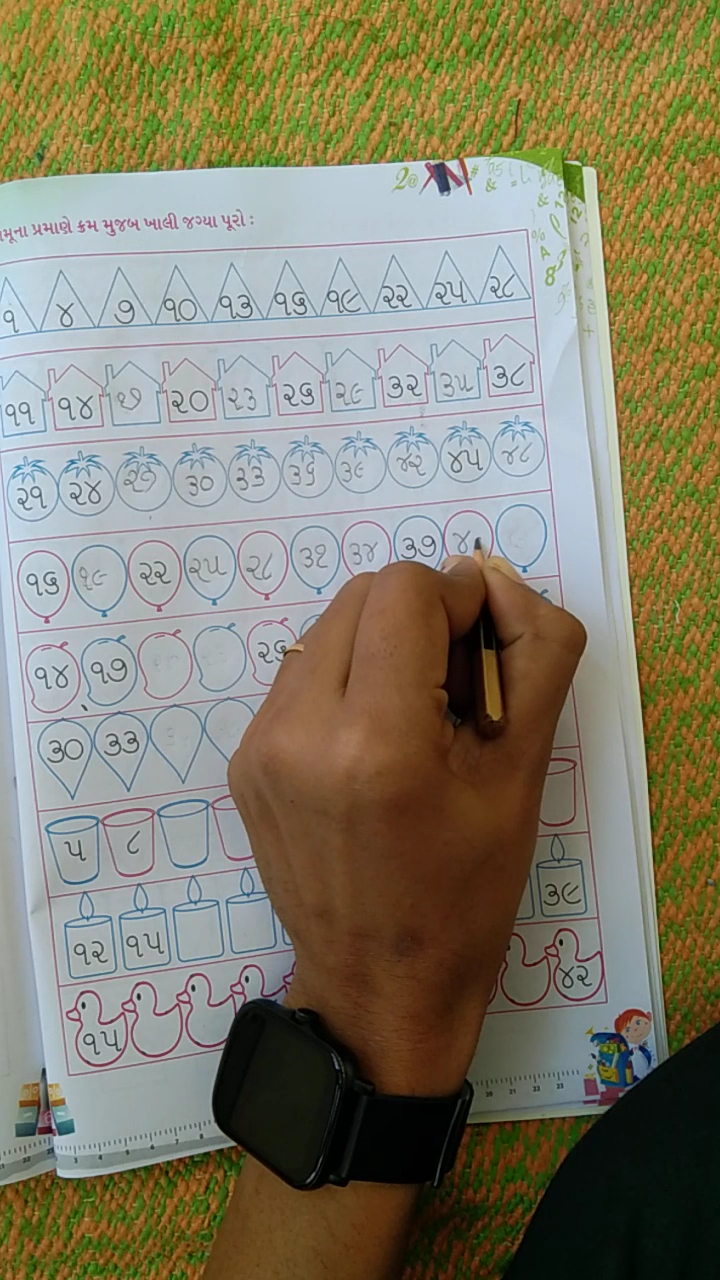 મૂના પ્રમાણે ક્રમ મુજબ ખાલી જગ્યા પૂરો :
૧ ૪ ૭ ૧૦ ૧૩ ૧૬ ૧૯ ૨૨ ૨૫ ૨૮
૧૧ ૧૪ ૧૭ ૨૦ ૨૩ ૨૬ ૨૯ ૩૨ ૩૫ ૩૮
૨૧ ૨૪ ૨૭ ૩૦ ૩૩ ૩૬ ૩૯ ૪૨ ૪૫ ૪૮
૧૬ ૧૯ ૨૨ ૨૫ ૨૮ ૩૧ ૩૪ ૩૭ ૪
૧૪ ૧૭ ૨૬
૩૦ ૩૩
૫ ૮
૧૨ ૧૫ ૩૯
૧૫ ૪૨